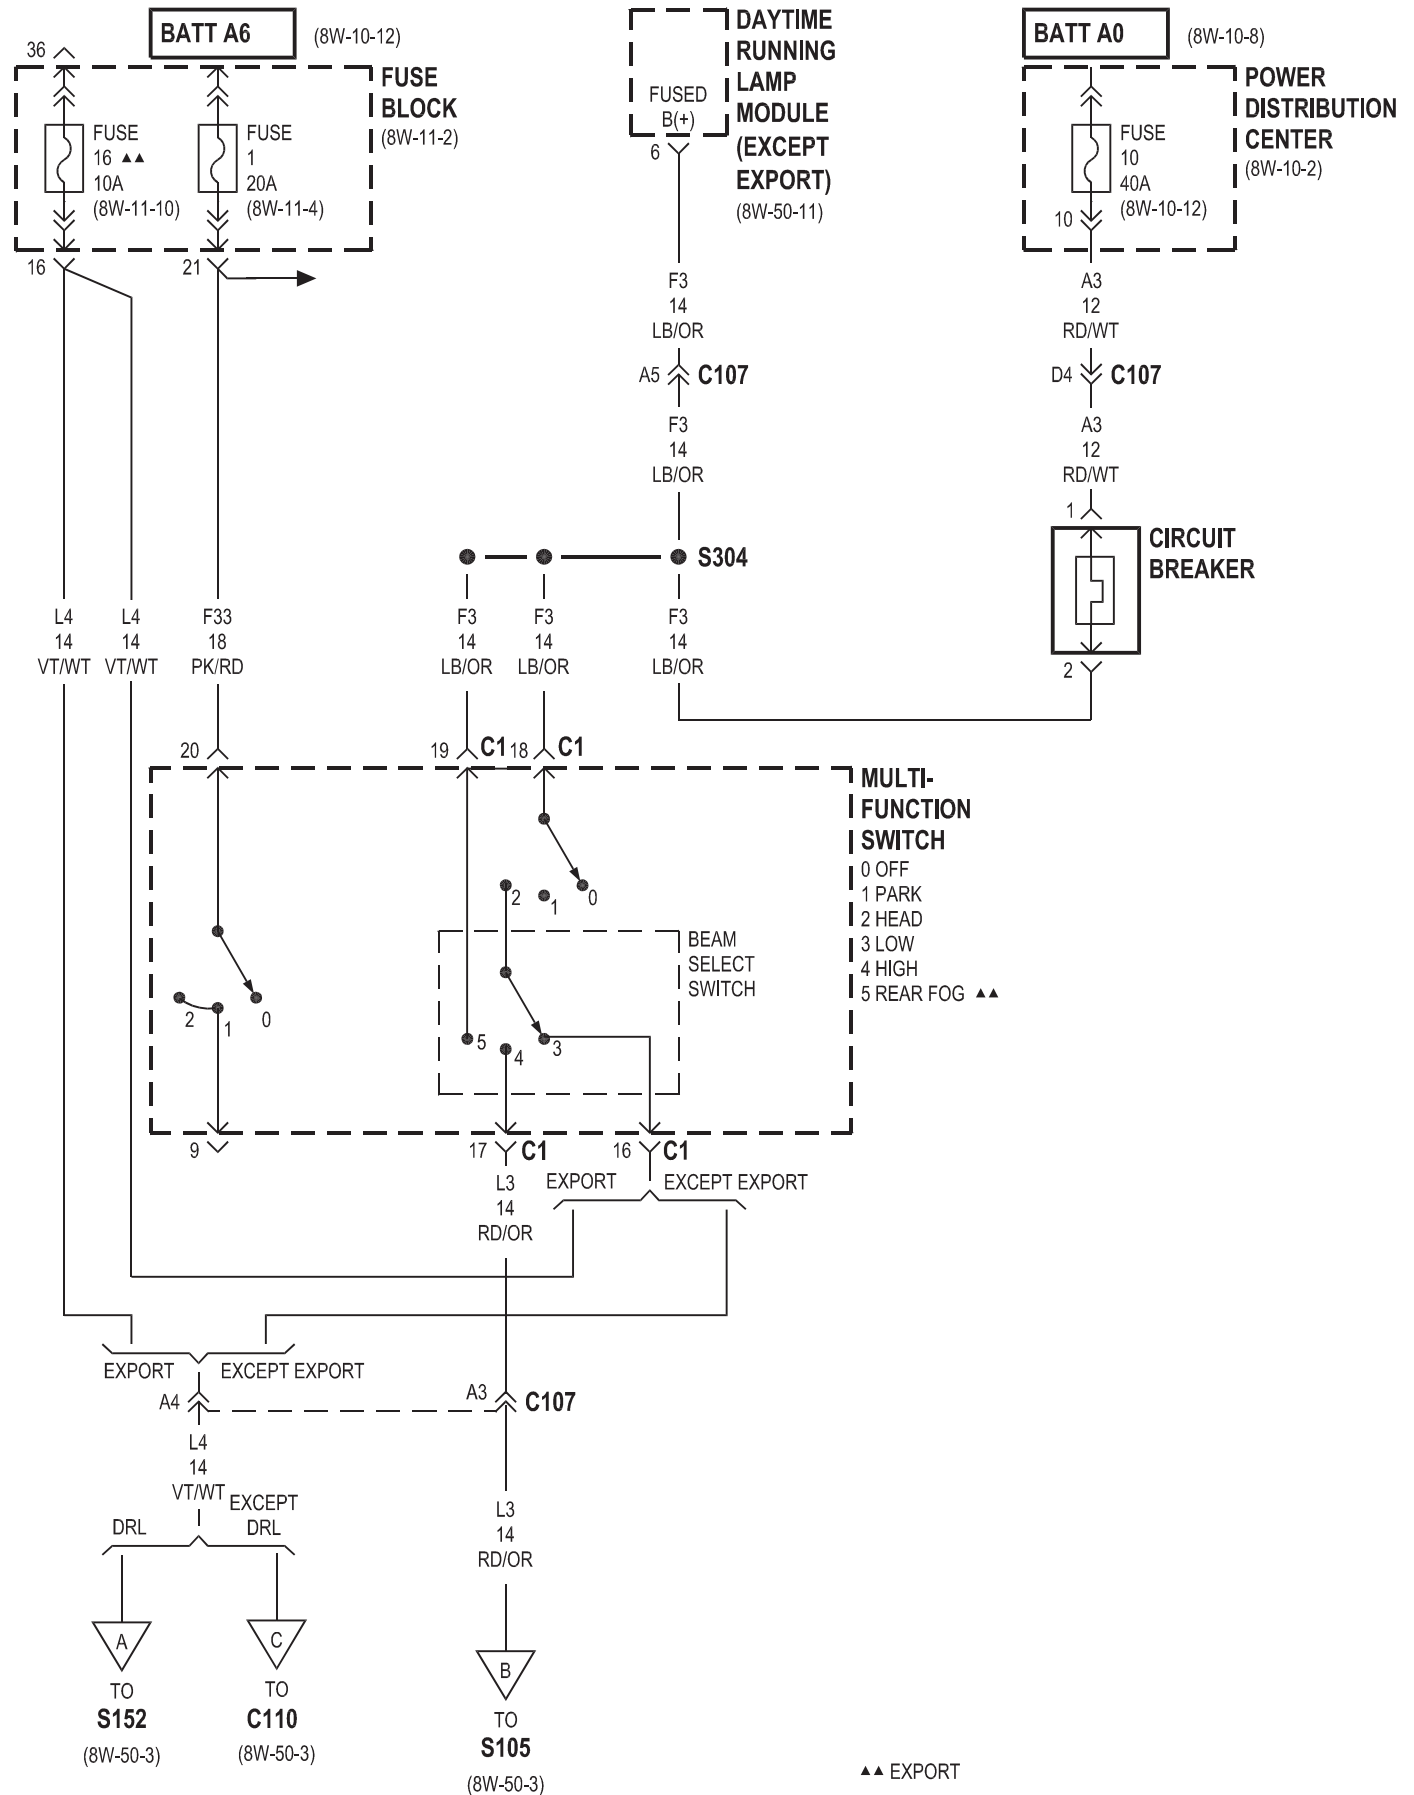 BATT A6
(8W-10-12)
36
FUSE
BLOCK
(8W-11-2)
FUSE
16 ▲▲
10A
(8W-11-10)
FUSE
1
20A
(8W-11-4)
16
21
DAYTIME
RUNNING
LAMP
MODULE
(EXCEPT
EXPORT)
(8W-50-11)
FUSED
B(+)
6
BATT A0
(8W-10-8)
POWER
DISTRIBUTION
CENTER
(8W-10-2)
FUSE
10
40A
(8W-10-12)
10
F3
14
LB/OR
A5
C107
F3
14
LB/OR
A3
12
RD/WT
D4
C107
A3
12
RD/WT
1
CIRCUIT
BREAKER
2
S304
L4
14
VT/WT
L4
14
VT/WT
F33
18
PK/RD
F3
14
LB/OR
F3
14
LB/OR
F3
14
LB/OR
20
19
C1
18
C1
MULTI-
FUNCTION
SWITCH
0 OFF
1 PARK
2 HEAD
3 LOW
4 HIGH
5 REAR FOG ▲▲
2
1
0
BEAM
SELECT
SWITCH
2
1
0
5
4
3
9
17
C1
16
C1
L3
14
RD/OR
EXPORT
EXCEPT EXPORT
EXPORT
EXCEPT EXPORT
A4
A3
C107
L4
14
VT/WT
DRL
EXCEPT
DRL
L3
14
RD/OR
A
TO
S152
(8W-50-3)
C
TO
C110
(8W-50-3)
B
TO
S105
(8W-50-3)
▲▲ EXPORT